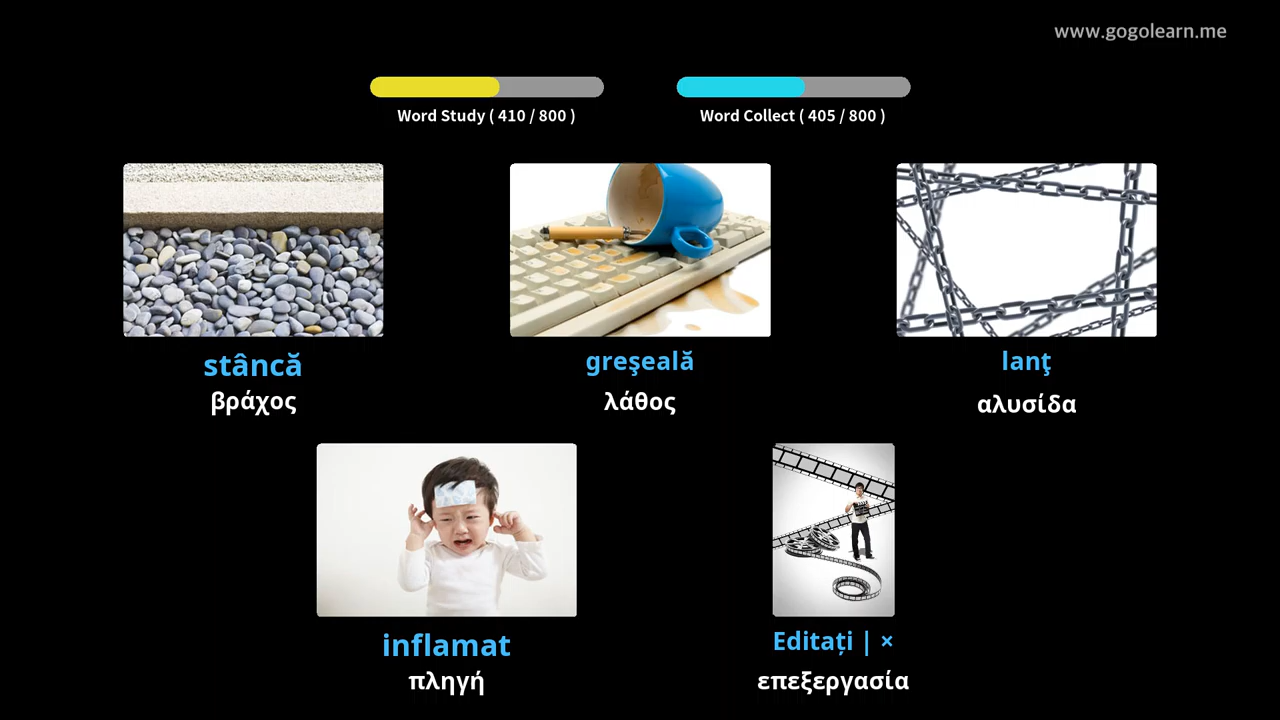 www.gogolearn.me
Word Study ( 410 / 800 )
Word Collect ( 405 / 800 )
stâncă
βράχος
greşeală
λάθος
lanţ
αλυσίδα
inflamat
πληγή
Editați | ×
επεξεργασία